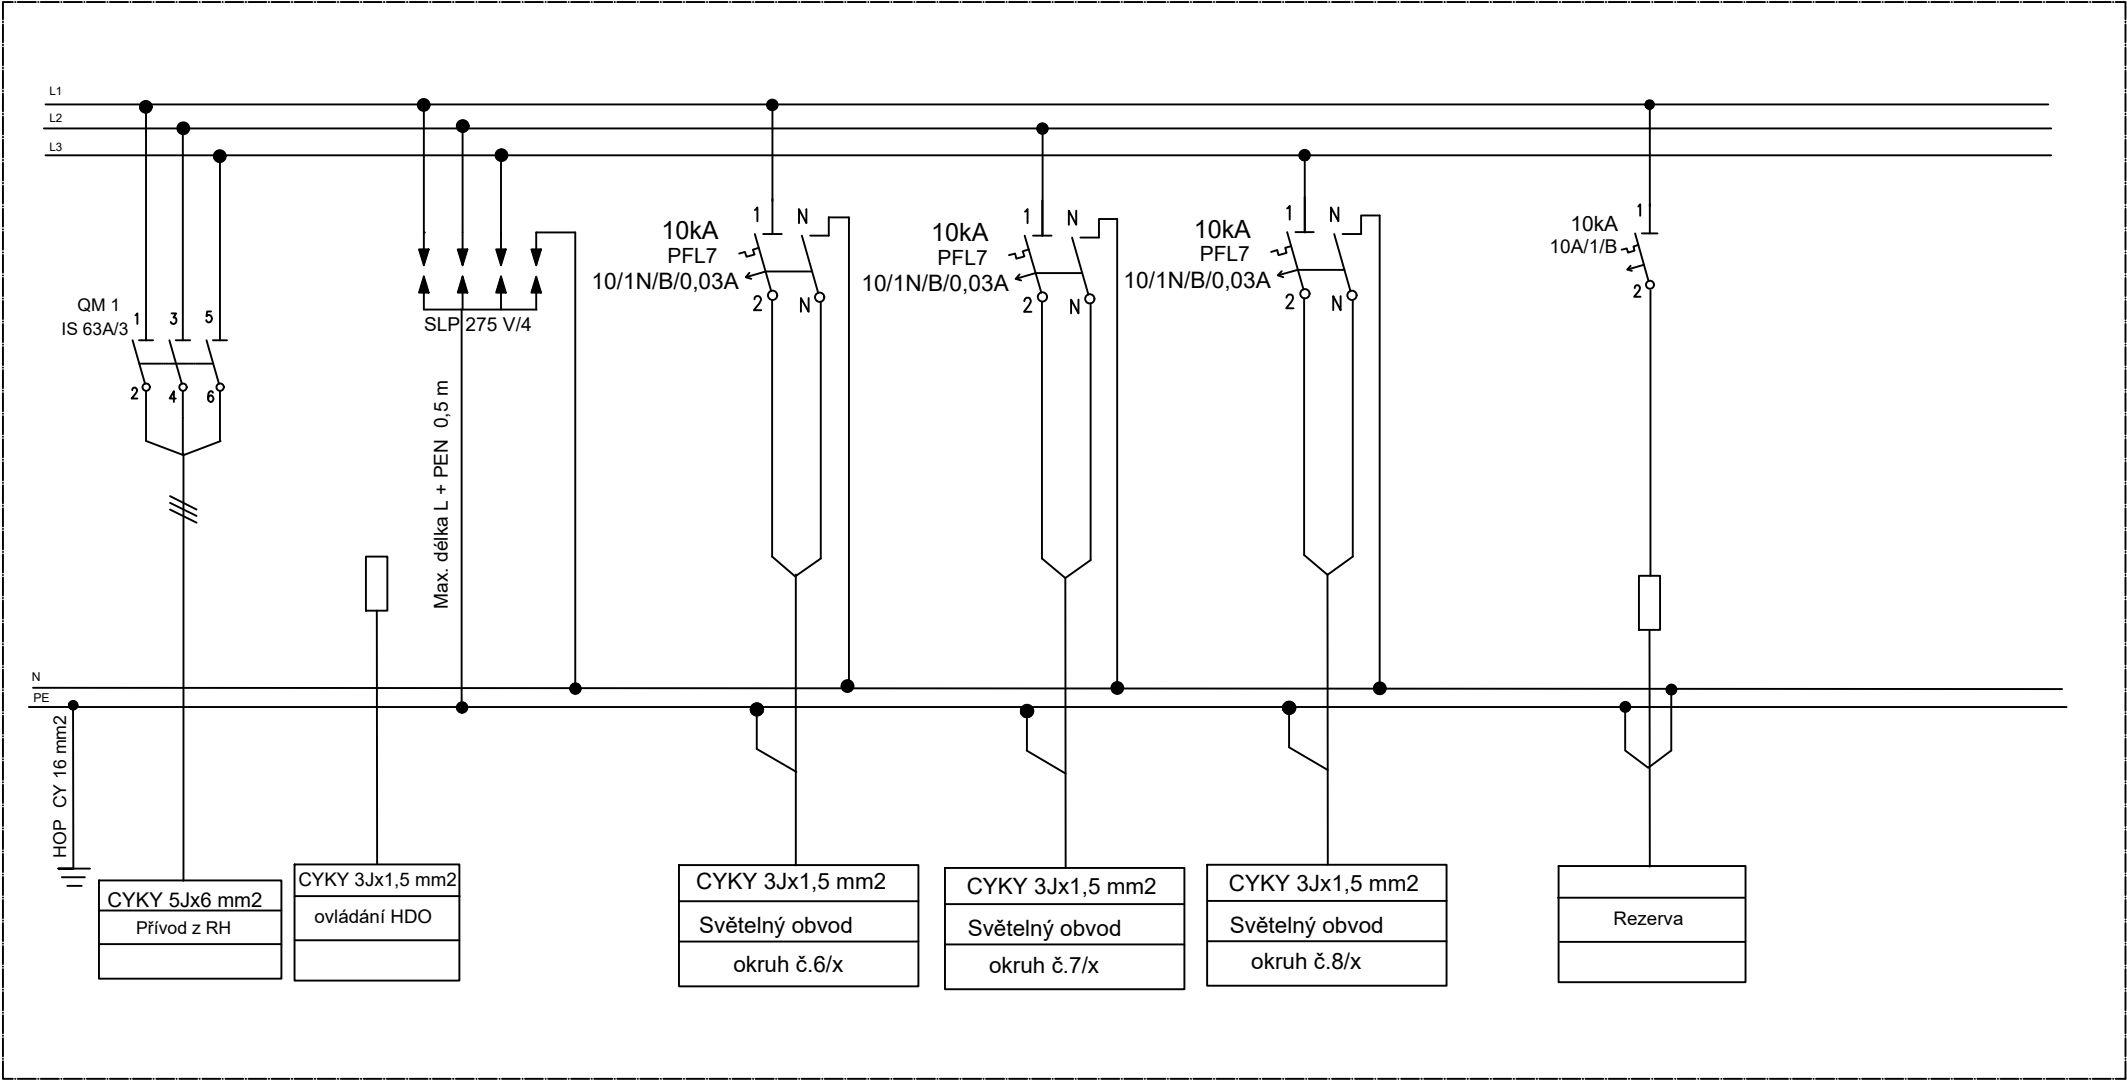 L1
L2
L3
QM 1
IS 63A/3
1
3
5
2
4
6
SLP 275 V/4
Max. délka L + PEN 0,5 m
10kA
PFL7
10/1N/B/0,03A
1
N
2
N
10kA
PFL7
10/1N/B/0,03A
1
N
2
N
10kA
PFL7
10/1N/B/0,03A
1
N
2
N
10kA
10A/1/B
1
2
N
PE
HOP CY 16 mm2
CYKY 5Jx6 mm2
Přívod z RH
CYKY 3Jx1,5 mm2
ovládání HDO
CYKY 3Jx1,5 mm2
Světelný obvod
okruh č.6/x
CYKY 3Jx1,5 mm2
Světelný obvod
okruh č.7/x
CYKY 3Jx1,5 mm2
Světelný obvod
okruh č.8/x
Rezerva